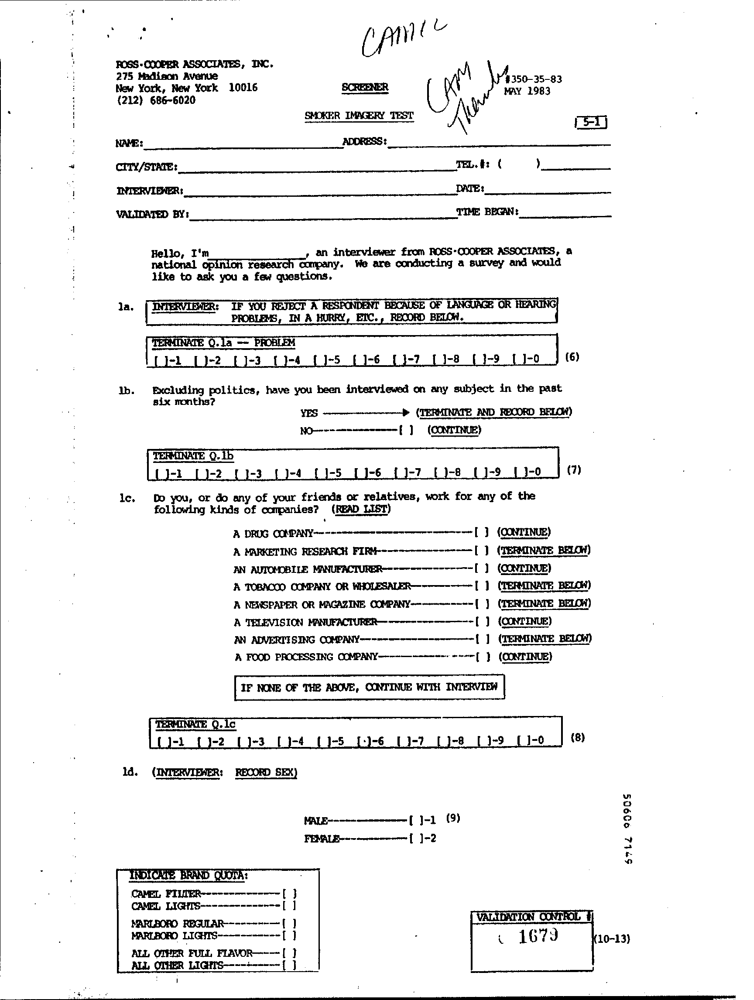 CAMEL
ROSS·COOPER ASSOCIATES, INC.
275 Madison Avenue
New York, New York 10016
(212) 686-6020
SCREENER
CAM
#350-35-83
MAY 1983
SMOKER IMAGERY TEST
5-1
NAME: ADDRESS:
CITY/STATE: TEL.#: ( )
INTERVIEWER: DATE:
VALIDATED BY: TIME BEGAN:
Hello, I'm____________, an interviewer from ROSS·COOPER ASSOCIATES, a
national opinion research company. We are conducting a survey and would
like to ask you a few questions.
1a. INTERVIEWER: IF YOU REJECT A RESPONDENT BECAUSE OF LANGUAGE OR HEARING
PROBLEMS, IN A HURRY, ETC., RECORD BELOW.
TERMINATE Q.1a -- PROBLEM
[ ]-1 [ ]-2 [ ]-3 [ ]-4 [ ]-5 [ ]-6 [ ]-7 [ ]-8 [ ]-9 [ ]-0 (6)
1b. Excluding politics, have you been interviewed on any subject in the past
six months?
YES ------------> (TERMINATE AND RECORD BELOW)
NO--------------[ ] (CONTINUE)
TERMINATE Q.1b
[ ]-1 [ ]-2 [ ]-3 [ ]-4 [ ]-5 [ ]-6 [ ]-7 [ ]-8 [ ]-9 [ ]-0 (7)
1c. Do you, or do any of your friends or relatives, work for any of the
following kinds of companies? (READ LIST)
A DRUG COMPANY--------------------------[ ] (CONTINUE)
A MARKETING RESEARCH FIRM---------------[ ] (TERMINATE BELOW)
AN AUTOMOBILE MANUFACTURER--------------[ ] (CONTINUE)
A TOBACCO COMPANY OR WHOLESALER---------[ ] (TERMINATE BELOW)
A NEWSPAPER OR MAGAZINE COMPANY---------[ ] (TERMINATE BELOW)
A TELEVISION MANUFACTURER---------------[ ] (CONTINUE)
AN ADVERTISING COMPANY------------------[ ] (TERMINATE BELOW)
A FOOD PROCESSING COMPANY---------------[ ] (CONTINUE)
IF NONE OF THE ABOVE, CONTINUE WITH INTERVIEW
TERMINATE Q.1c
[ ]-1 [ ]-2 [ ]-3 [ ]-4 [ ]-5 [ ]-6 [ ]-7 [ ]-8 [ ]-9 [ ]-0 (8)
1d. (INTERVIEWER: RECORD SEX)
MALE--------------[ ]-1 (9)
FEMALE------------[ ]-2
50606 7149
INDICATE BRAND QUOTA:
CAMEL FILTER-------------[ ]
CAMEL LIGHTS-------------[ ]
MARLBORO REGULAR---------[ ]
MARLBORO LIGHTS----------[ ]
ALL OTHER FULL FLAVOR----[ ]
ALL OTHER LIGHTS---------[ ]
VALIDATION CONTROL #
1679 (10-13)